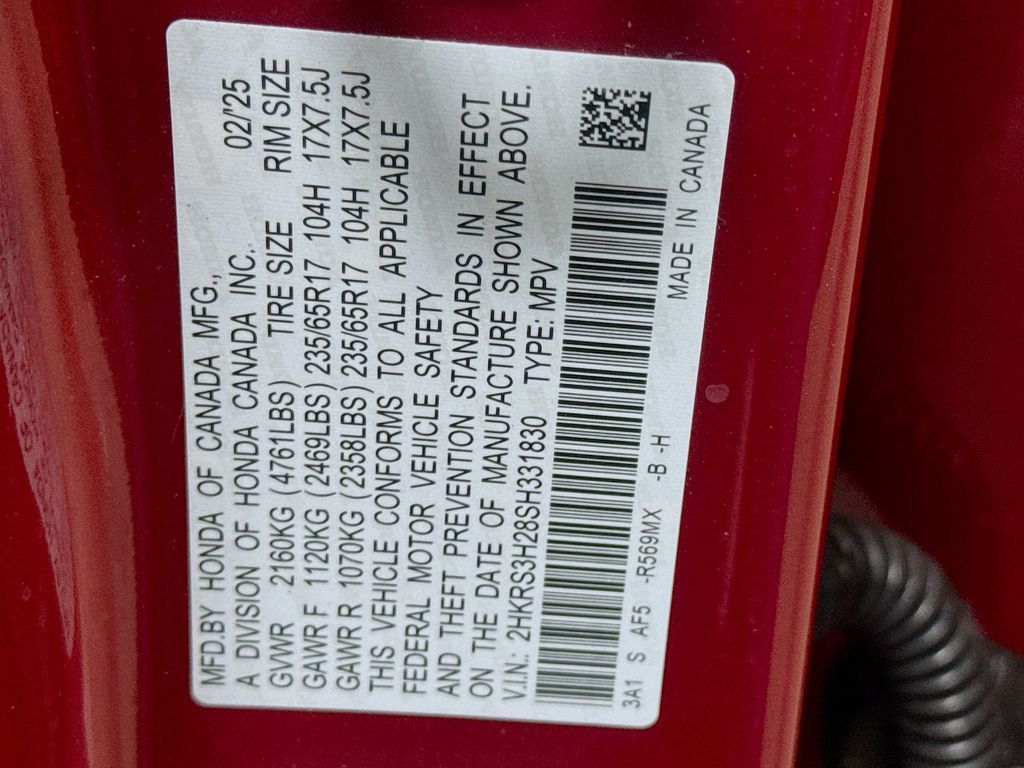 MFD.BY HONDA OF CANADA MFG.,
A DIVISION OF HONDA CANADA INC. 02/'25
GVWR 2160KG (4761LBS) TIRE SIZE RIM SIZE
GAWR F 1120KG (2469LBS) 235/65R17 104H 17X7.5J
GAWR R 1070KG (2358LBS) 235/65R17 104H 17X7.5J
THIS VEHICLE CONFORMS TO ALL APPLICABLE
FEDERAL MOTOR VEHICLE SAFETY
AND THEFT PREVENTION STANDARDS IN EFFECT
ON THE DATE OF MANUFACTURE SHOWN ABOVE.
V.I.N.: 2HKRS3H28SH331830 TYPE: MPV
3A1 S AF5 -R569MX -B -H MADE IN CANADA